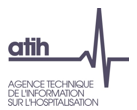 atih
AGENCE TECHNIQUE
DE L'INFORMATION
SUR L'HOSPITALISATION